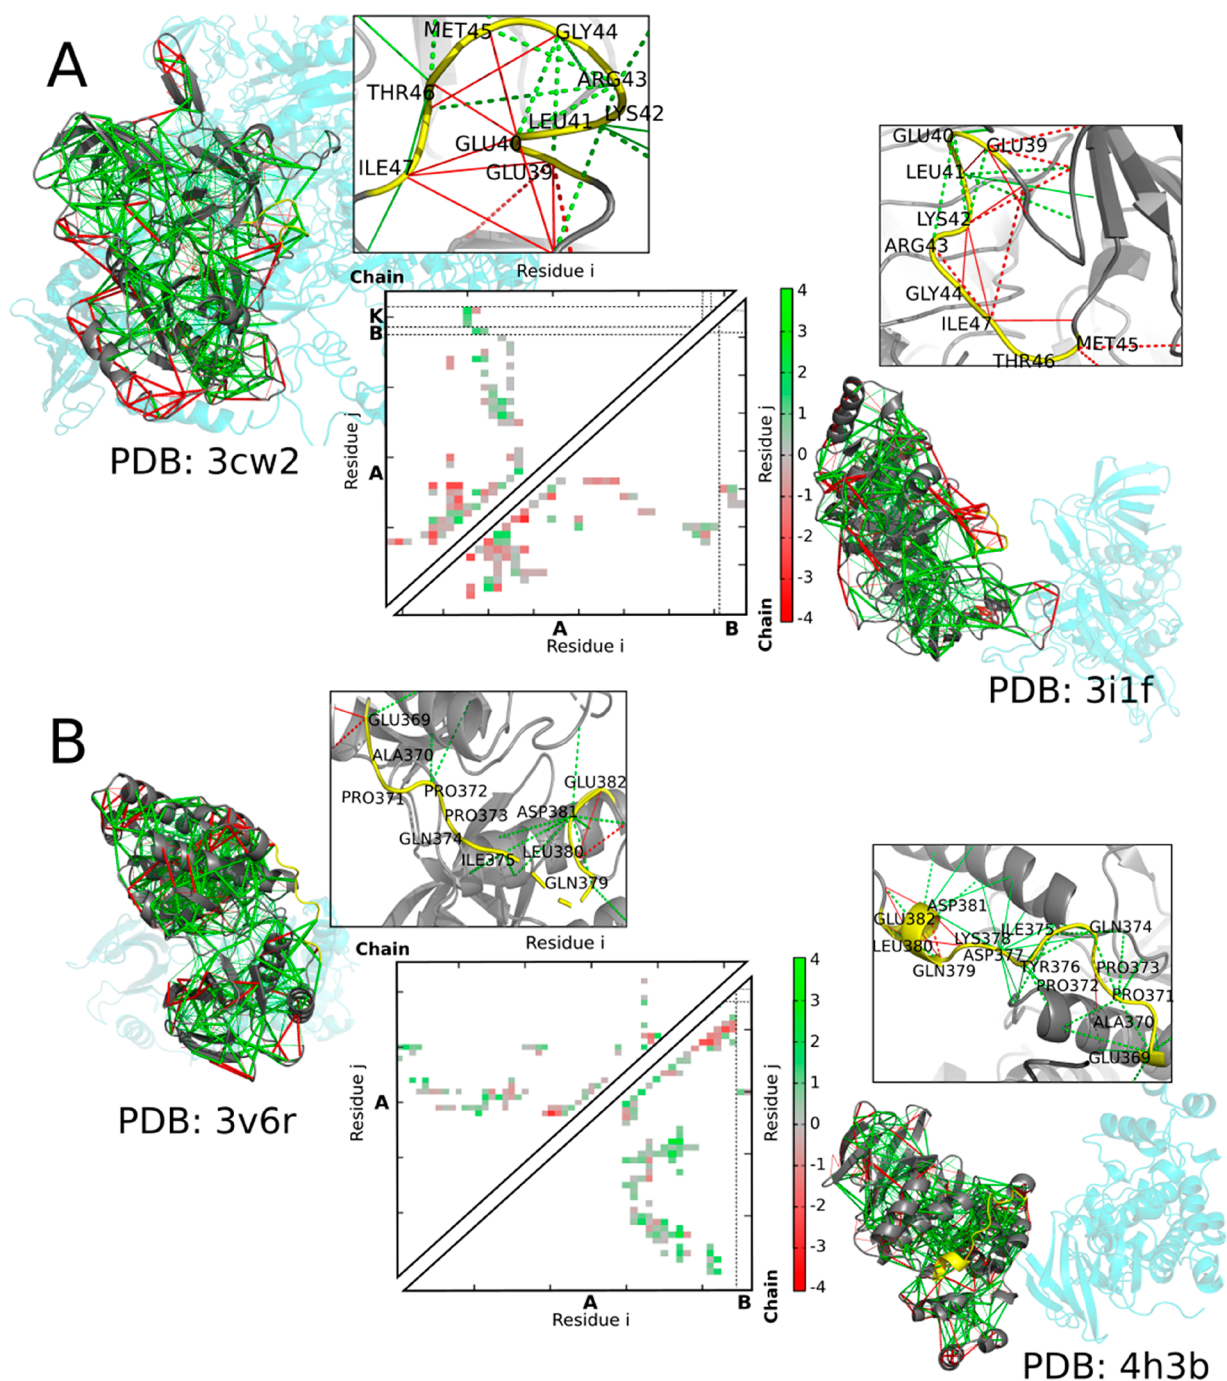 A
MET45
GLY44
THR46
ARG43
LEU41
LYS42
GLU40
ILE47
GLU39
PDB: 3cw2
GLU40
GLU39
LEU41
LYS42
ARG43
GLY44
ILE47
MET45
THR46
PDB: 3i1f
Chain
Residue i
K
B
A
Residue j
A
B
Residue i
Chain
Residue j
4
3
2
1
0
-1
-2
-3
-4
B
GLU369
ALA370
PRO371
PRO372
PRO373
GLN374
ILE375
ASP381
GLU382
LEU380
GLN379
PDB: 3v6r
ASP381
GLU382
LEU380
GLN379
LYS378
ILE375
ASP377
TYR376
GLN374
PRO373
PRO372
PRO371
ALA370
GLU369
PDB: 4h3b
Chain
Residue i
A
Residue j
A
B
Residue i
Chain
Residue j
4
3
2
1
0
-1
-2
-3
-4